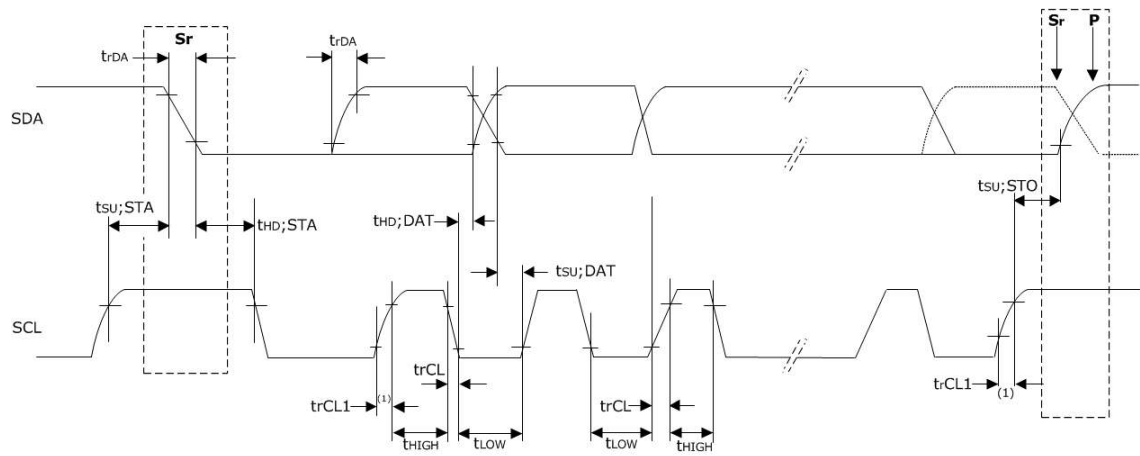 Sr P
Sr
trDA trDA
SDA
tSU;STO
tSU;STA
tHD;STA tHD;DAT
tSU;DAT
SCL
trCL
trCL1 (1) trCL trCL1 (1)
tHIGH tLOW tLOW tHIGH